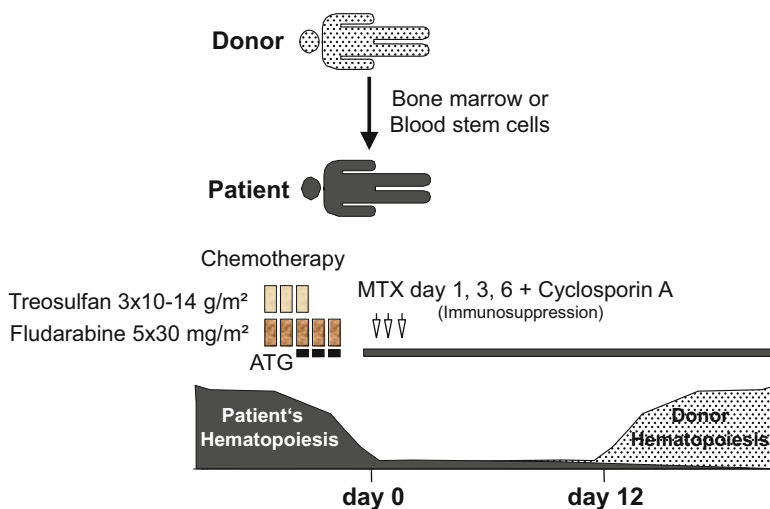 Donor
Bone marrow or
Blood stem cells
Patient
Chemotherapy
Treosulfan 3x10-14 g/m²
MTX day 1, 3, 6 + Cyclosporin A
(Immunosuppression)
Fludarabine 5x30 mg/m²
ATG
Patient‘s
Hematopoiesis
Donor
Hematopoiesis
day 0
day 12